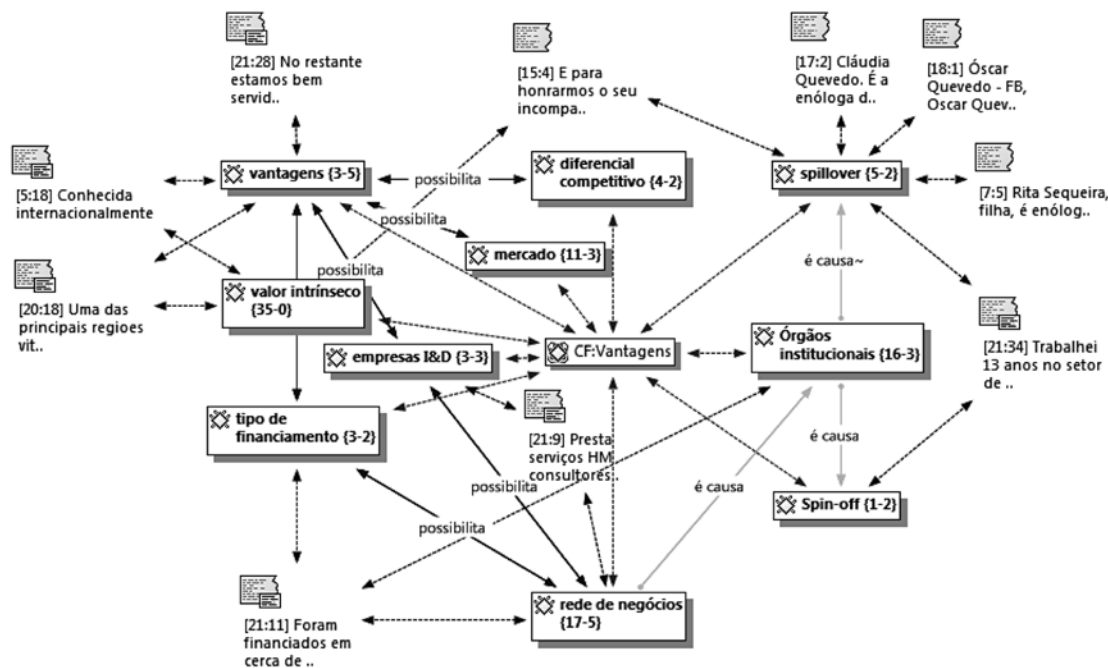 [21:28] No restante
estamos bem
servid..
[15:4] E para
honrarmos o seu
incompa..
[17:2] Cláudia
Quevedo. É a
enóloga d..
[18:1] Óscar
Quevedo - FB,
Oscar Quev..
[5:18] Conhecida
internacionalmente
vantagens {3-5}
possibilita
diferencial
competitivo {4-2}
spillover {5-2}
[7:5] Rita Sequeira,
filha, é enólog..
possibilita
mercado {11-3}
possibilita
é causa~
[20:18] Uma das
principais regioes
vit..
valor intrínseco
{35-0}
empresas I&D {3-3}
CF:Vantagens
Órgãos
institucionais {16-3}
[21:34] Trabalhei
13 anos no setor
de ..
tipo de
financiamento {3-2}
[21:9] Presta
serviços HM
consultores..
é causa
possibilita
é causa
Spin-off {1-2}
possibilita
[21:11] Foram
financiados em
cerca de ..
rede de negócios
{17-5}